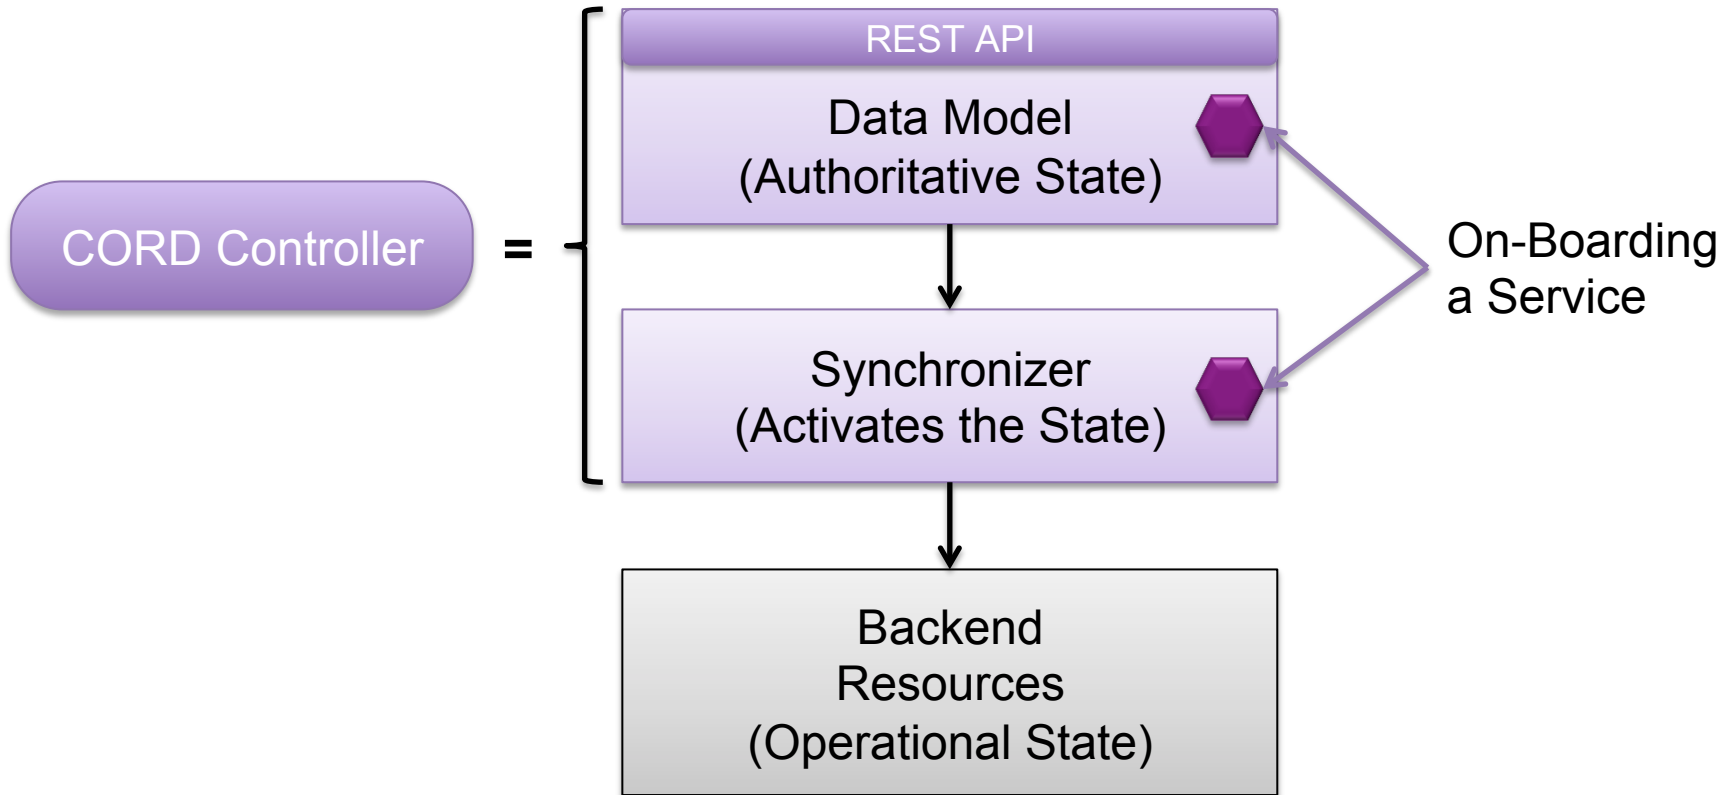 REST API
Data Model
(Authoritative State)
CORD Controller
=
On-Boarding
a Service
Synchronizer
(Activates the State)
Backend
Resources
(Operational State)